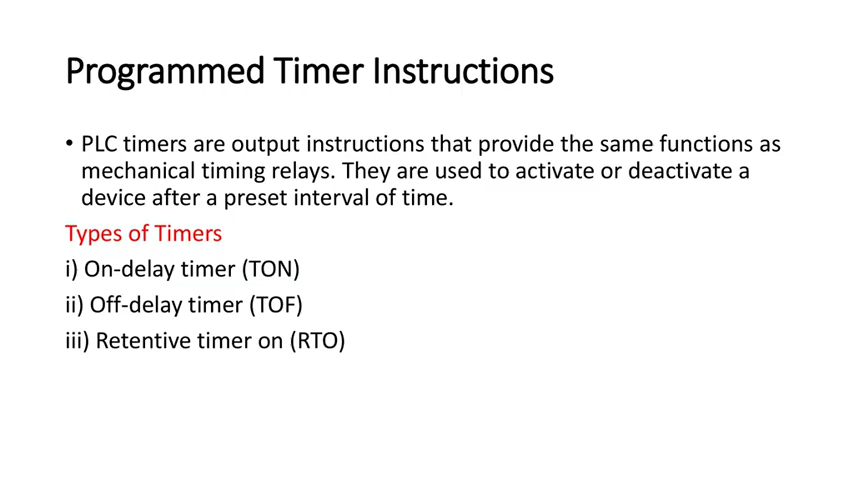 Programmed Timer Instructions
• PLC timers are output instructions that provide the same functions as
mechanical timing relays. They are used to activate or deactivate a
device after a preset interval of time.
Types of Timers
i) On-delay timer (TON)
ii) Off-delay timer (TOF)
iii) Retentive timer on (RTO)